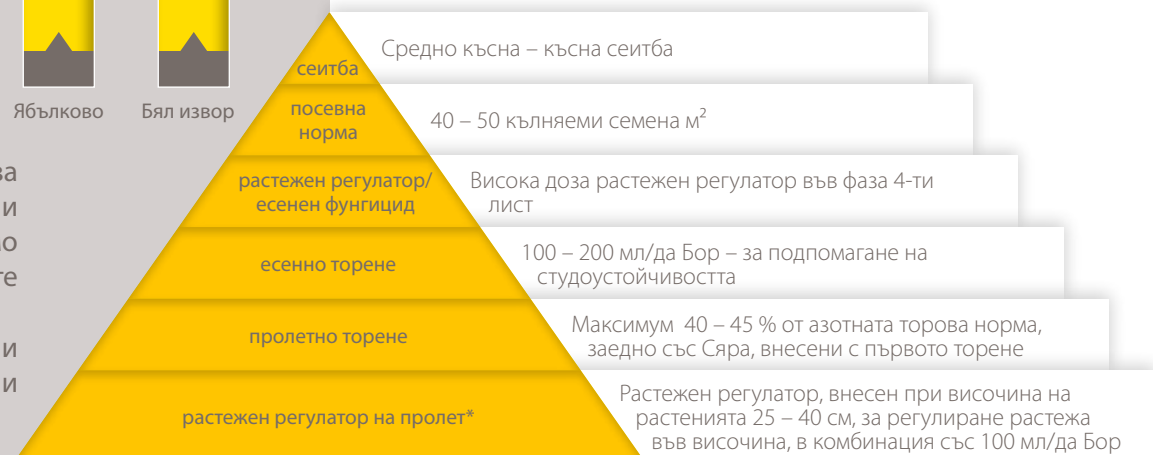 Ябълково
Бял извор
ва
и
те
и
и
сеитба
Средно късна – късна сеитба
посевна
норма
40 – 50 кълняеми семена м²
растежен регулатор/
есенен фунгицид
Висока доза растежен регулатор във фаза 4-ти
лист
есенно торене
100 – 200 мл/да Бор – за подпомагане на
студоустойчивостта
пролетно торене
Максимум 40 – 45 % от азотната торова норма,
заедно със Сяра, внесени с първото торене
растежен регулатор на пролет*
Растежен регулатор, внесен при височина на
растенията 25 – 40 см, за регулиране растежа
във височина, в комбинация със 100 мл/да Бор